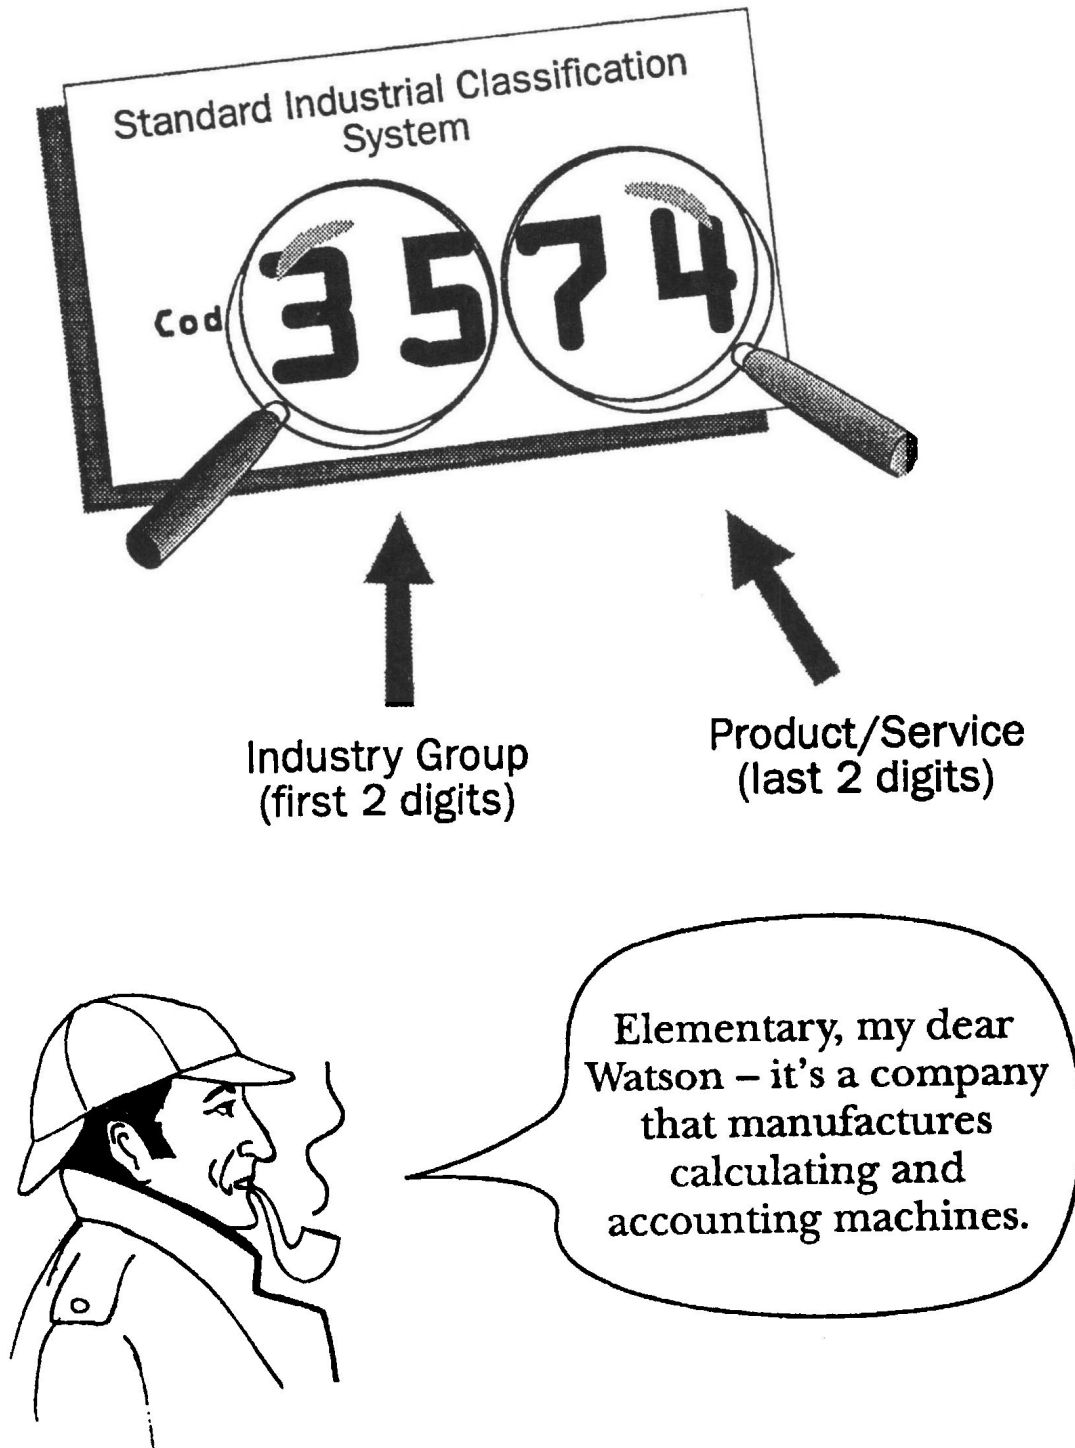 Standard Industrial Classification
System
Cod 3574
Industry Group
(first 2 digits)
Product/Service
(last 2 digits)
Elementary, my dear
Watson – it's a company
that manufactures
calculating and
accounting machines.